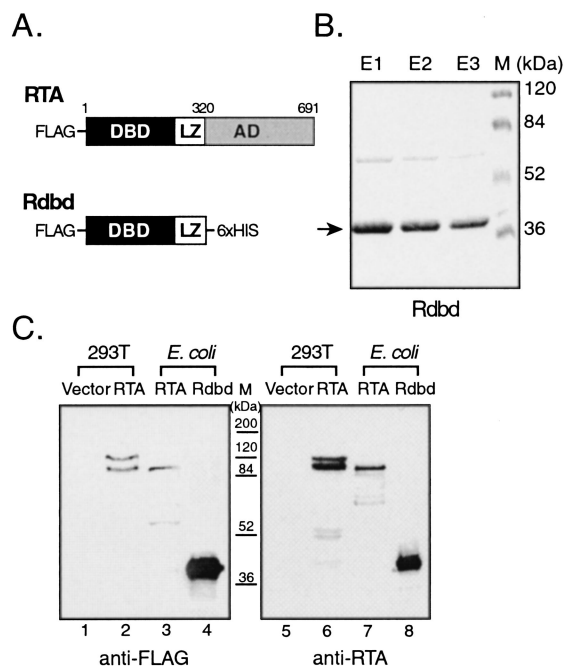 A.
RTA
1 320 691
FLAG DBD LZ AD
Rdbd
FLAG DBD LZ 6xHIS
B.
E1 E2 E3 M (kDa)
120
84
52
36
Rdbd
C.
293T E. coli 293T E. coli
Vector RTA RTA Rdbd M Vector RTA RTA Rdbd
(kDa)
200
120
84
52
36
1 2 3 4 5 6 7 8
anti-FLAG anti-RTA